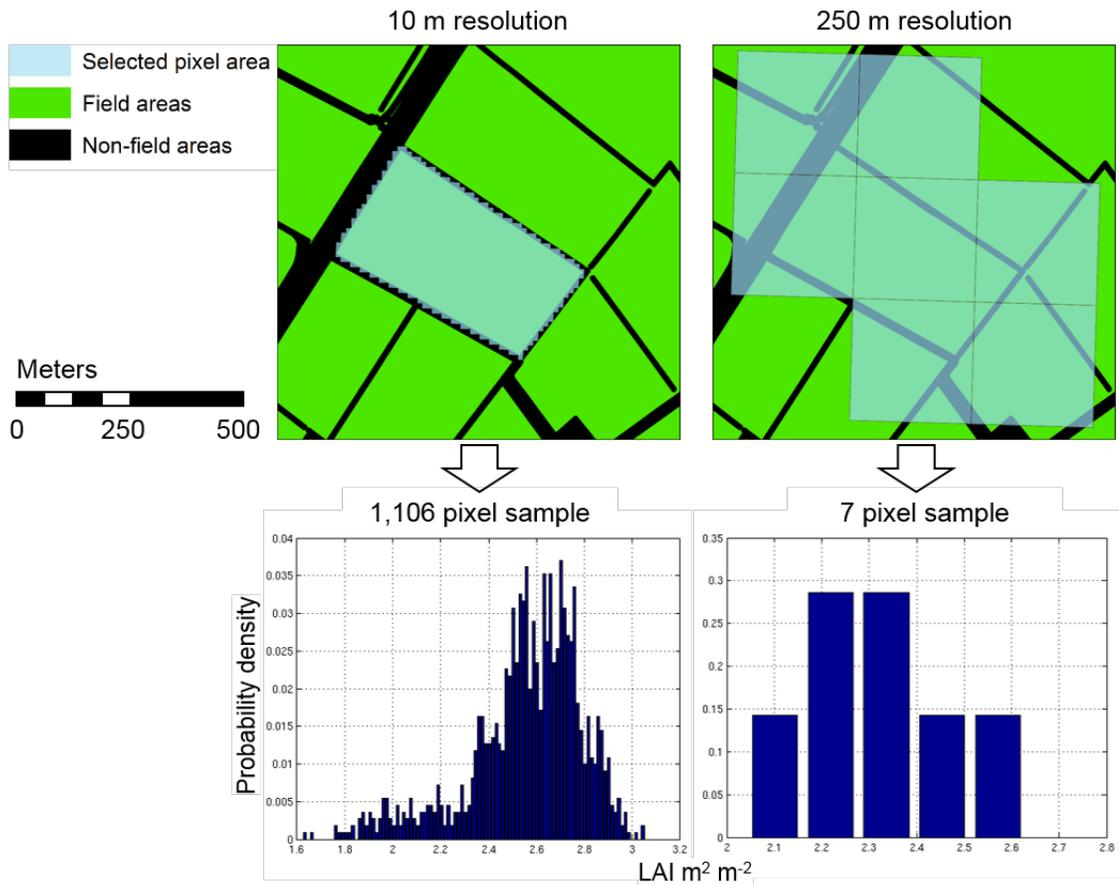 10 m resolution
250 m resolution
Selected pixel area
Field areas
Non-field areas
Meters
0 250 500
1,106 pixel sample
7 pixel sample
Probability density
0.04
0.035
0.03
0.025
0.02
0.015
0.01
0.005
0
1.6 1.8 2 2.2 2.4 2.6 2.8 3 3.2
0.35
0.3
0.25
0.2
0.15
0.1
0.05
0
2 2.1 2.2 2.3 2.4 2.5 2.6 2.7 2.8
LAI m² m⁻²